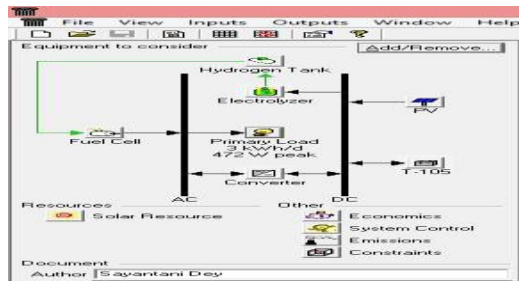 File View Inputs Outputs Window Help
Equipment to consider Add/Remove...
Hydrogen Tank
Electrolyzer
PV
Fuel Cell
Primary Load
3 kWh/d
472 W peak
T-105
Converter
AC DC
Resources Other
Solar Resource Economics
System Control
Emissions
Constraints
Document
Author Sayantani Dey